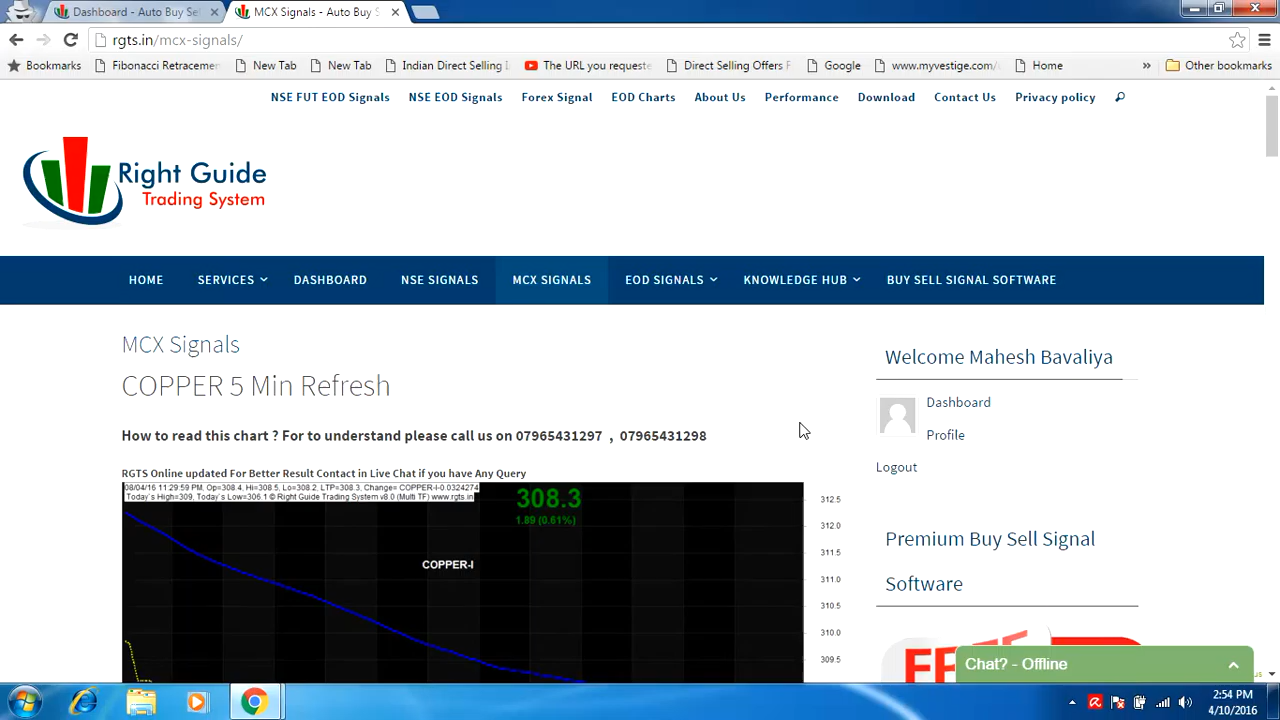 Dashboard - Auto Buy Se
MCX Signals - Auto Buy S
rgts.in/mcx-signals/
Bookmarks
Fibonacci Retraceme
New Tab
New Tab
Indian Direct Selling I
The URL you requeste
Direct Selling Offers F
Google
www.myvestige.com/
Home
»
Other bookmarks
NSE FUT EOD Signals
NSE EOD Signals
Forex Signal
EOD Charts
About Us
Performance
Download
Contact Us
Privacy policy
Right Guide
Trading System
HOME
SERVICES
DASHBOARD
NSE SIGNALS
MCX SIGNALS
EOD SIGNALS
KNOWLEDGE HUB
BUY SELL SIGNAL SOFTWARE
MCX Signals
COPPER 5 Min Refresh
How to read this chart ? For to understand please call us on 07965431297 , 07965431298
RGTS Online updated For Better Result Contact in Live Chat if you have Any Query
08/04/16 11:29:59 PM, Op=308.4, Hi=308.5, Lo=308.2, LTP=308.3, Change= COPPER-I-0.0324274
Today`s High=309, Today`s Low=306.1 © Right Guide Trading System v8.0 (Multi TF) www.rgts.in
308.3
1.89 (0.61%)
COPPER-I
312.5
312.0
311.5
311.0
310.5
310.0
309.5
Welcome Mahesh Bavaliya
Dashboard
Profile
Logout
Premium Buy Sell Signal
Software
Chat? - Offline
2:54 PM
4/10/2016